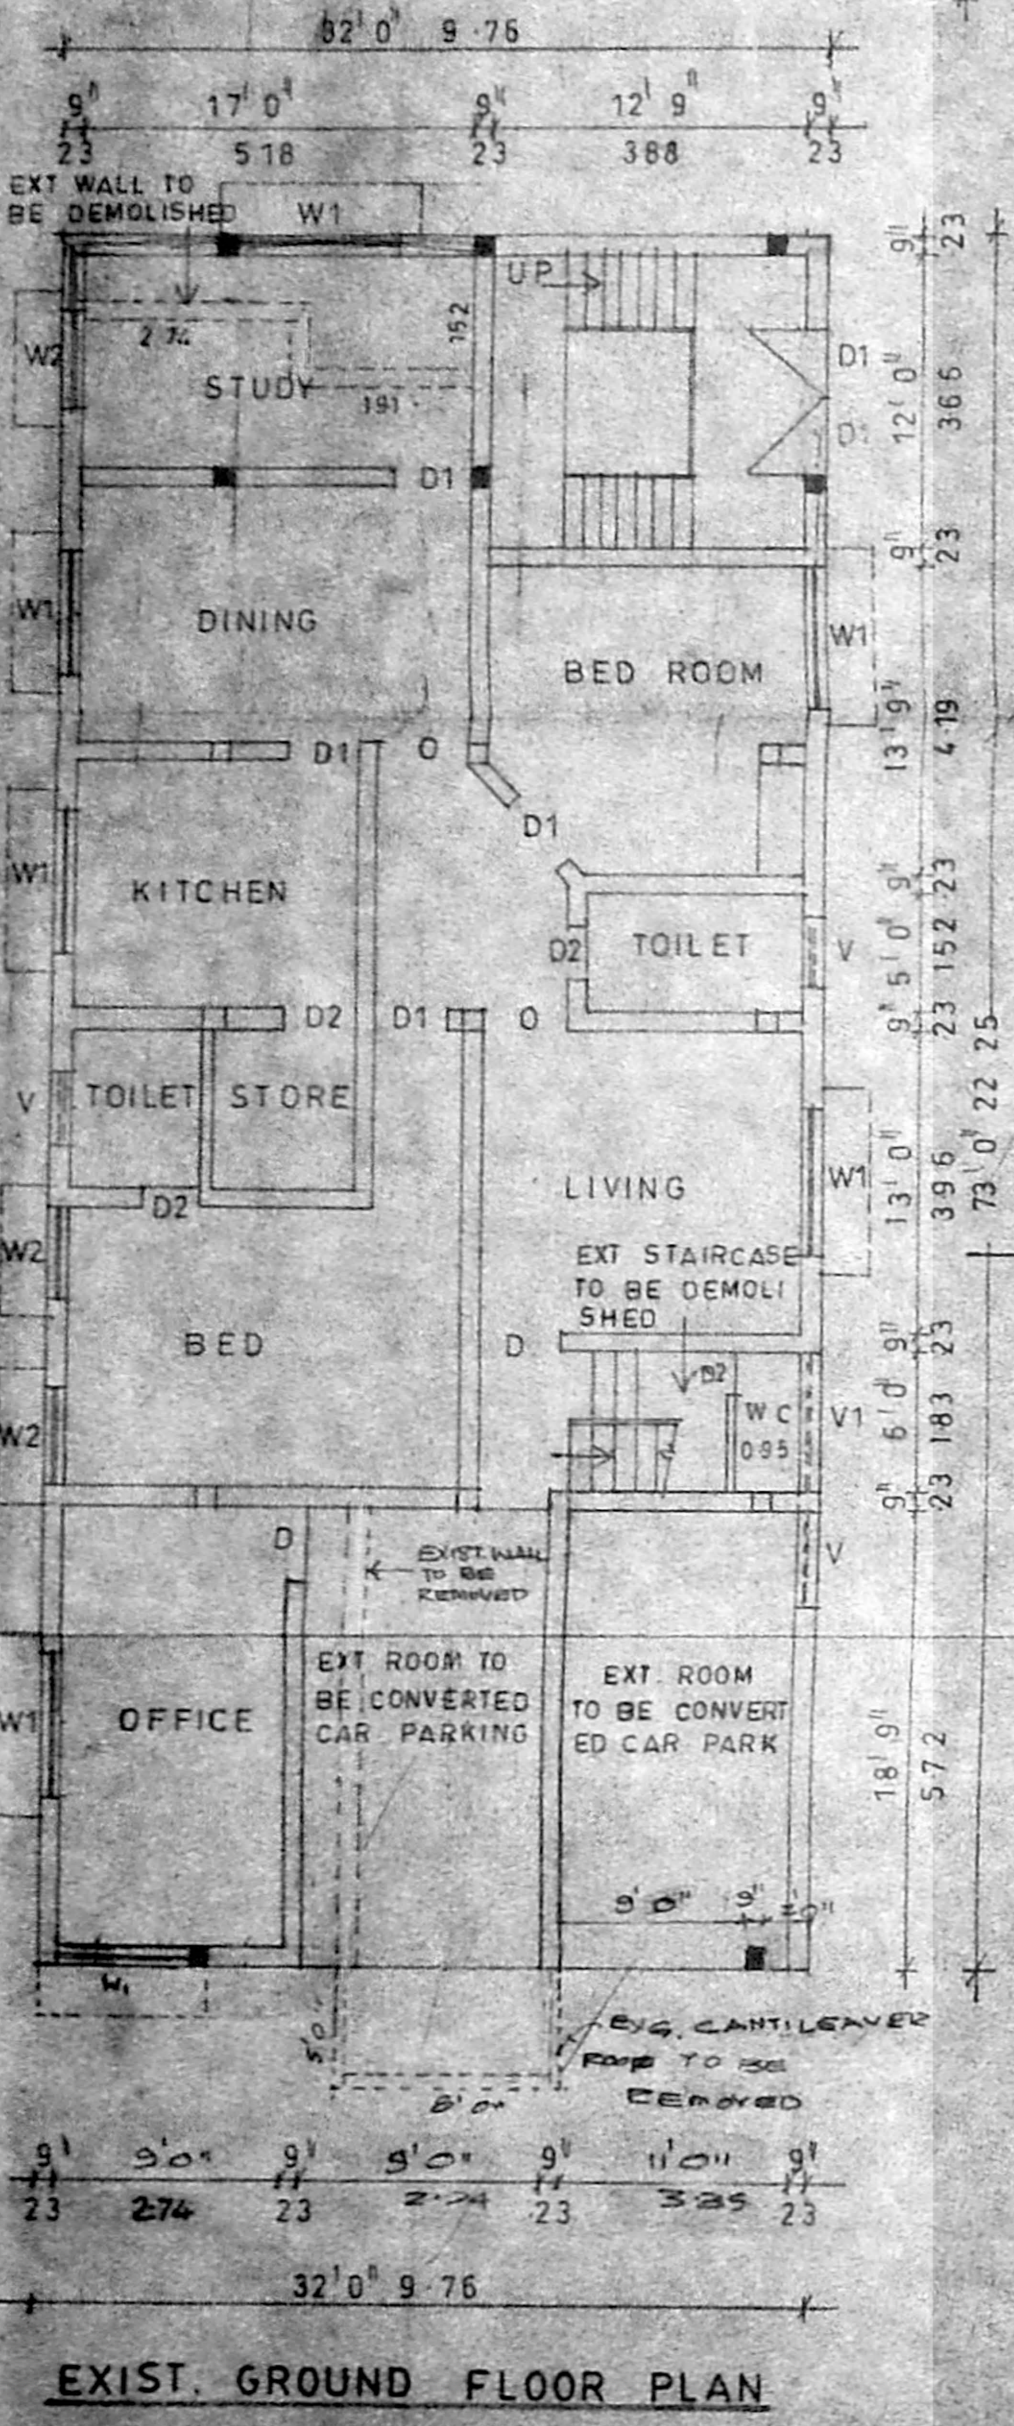 32'0" 9.76
9" 17'0" 9" 12'9" 9"
23 518 23 388 23
EXT WALL TO
BE DEMOLISHED
W1
9" 23
UP
152
2.74
W2
STUDY
191
D1
D1
12'0" 366
D1
9" 23
W1
DINING
BED ROOM
W1
13'9" 4.19
D1 O
D1
W1
KITCHEN
9" 23
D2 TOILET V
5'0" 152
D2 D1 O
9" 23
V TOILET STORE
73'0" 22 25
LIVING
W1
13'0" 396
D2
W2
EXT STAIRCASE
TO BE DEMOLI
SHED
BED
D
9" 23
D2
W2
WC
0.95
V1
6'0" 183
9" 23
D
EXIST. WALL
TO BE
REMOVED
V
EXT ROOM TO
BE CONVERTED
CAR PARKING
EXT. ROOM
TO BE CONVERT
ED CAR PARK
W1
OFFICE
18'9" 572
9'0" 9"
W1
5'0"
EXG. CANTILEAVER
ROOF TO BE
REMOVED
9" 9'0" 9" 9'0" 9" 11'0" 9"
23 2.74 23 2.74 23 23
32'0" 9.76
EXIST. GROUND FLOOR PLAN